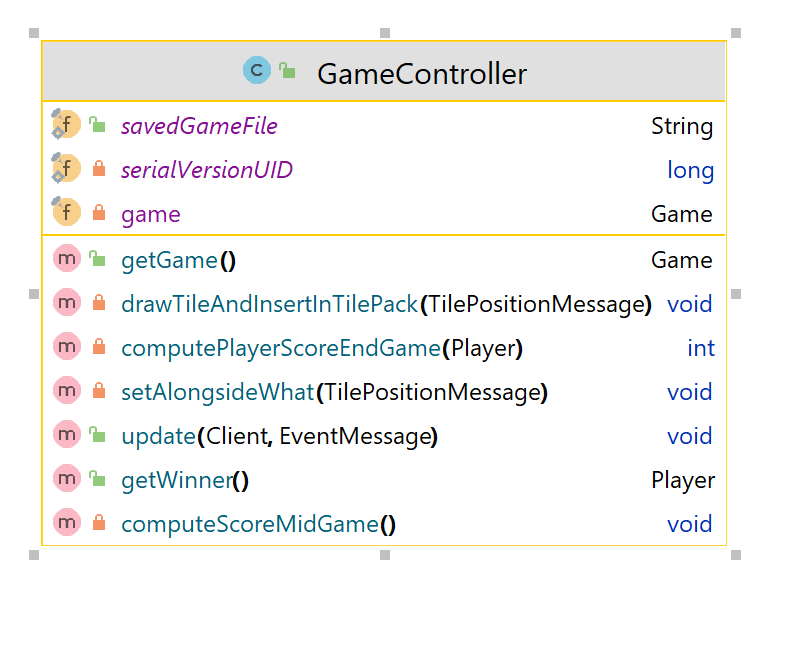 C GameController
f savedGameFile String
f serialVersionUID long
f game Game
m getGame() Game
m drawTileAndInsertInTilePack(TilePositionMessage) void
m computePlayerScoreEndGame(Player) int
m setAlongsideWhat(TilePositionMessage) void
m update(Client, EventMessage) void
m getWinner() Player
m computeScoreMidGame() void